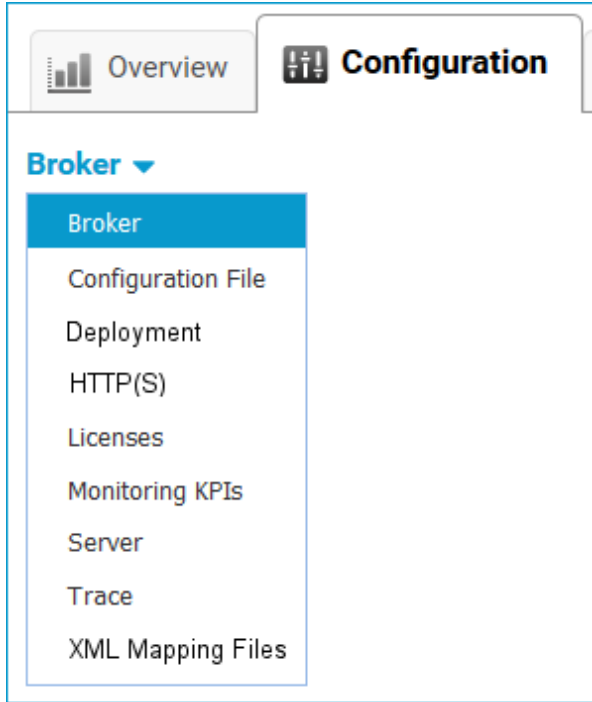 Overview
Configuration
Broker
Broker
Configuration File
Deployment
HTTP(S)
Licenses
Monitoring KPIs
Server
Trace
XML Mapping Files